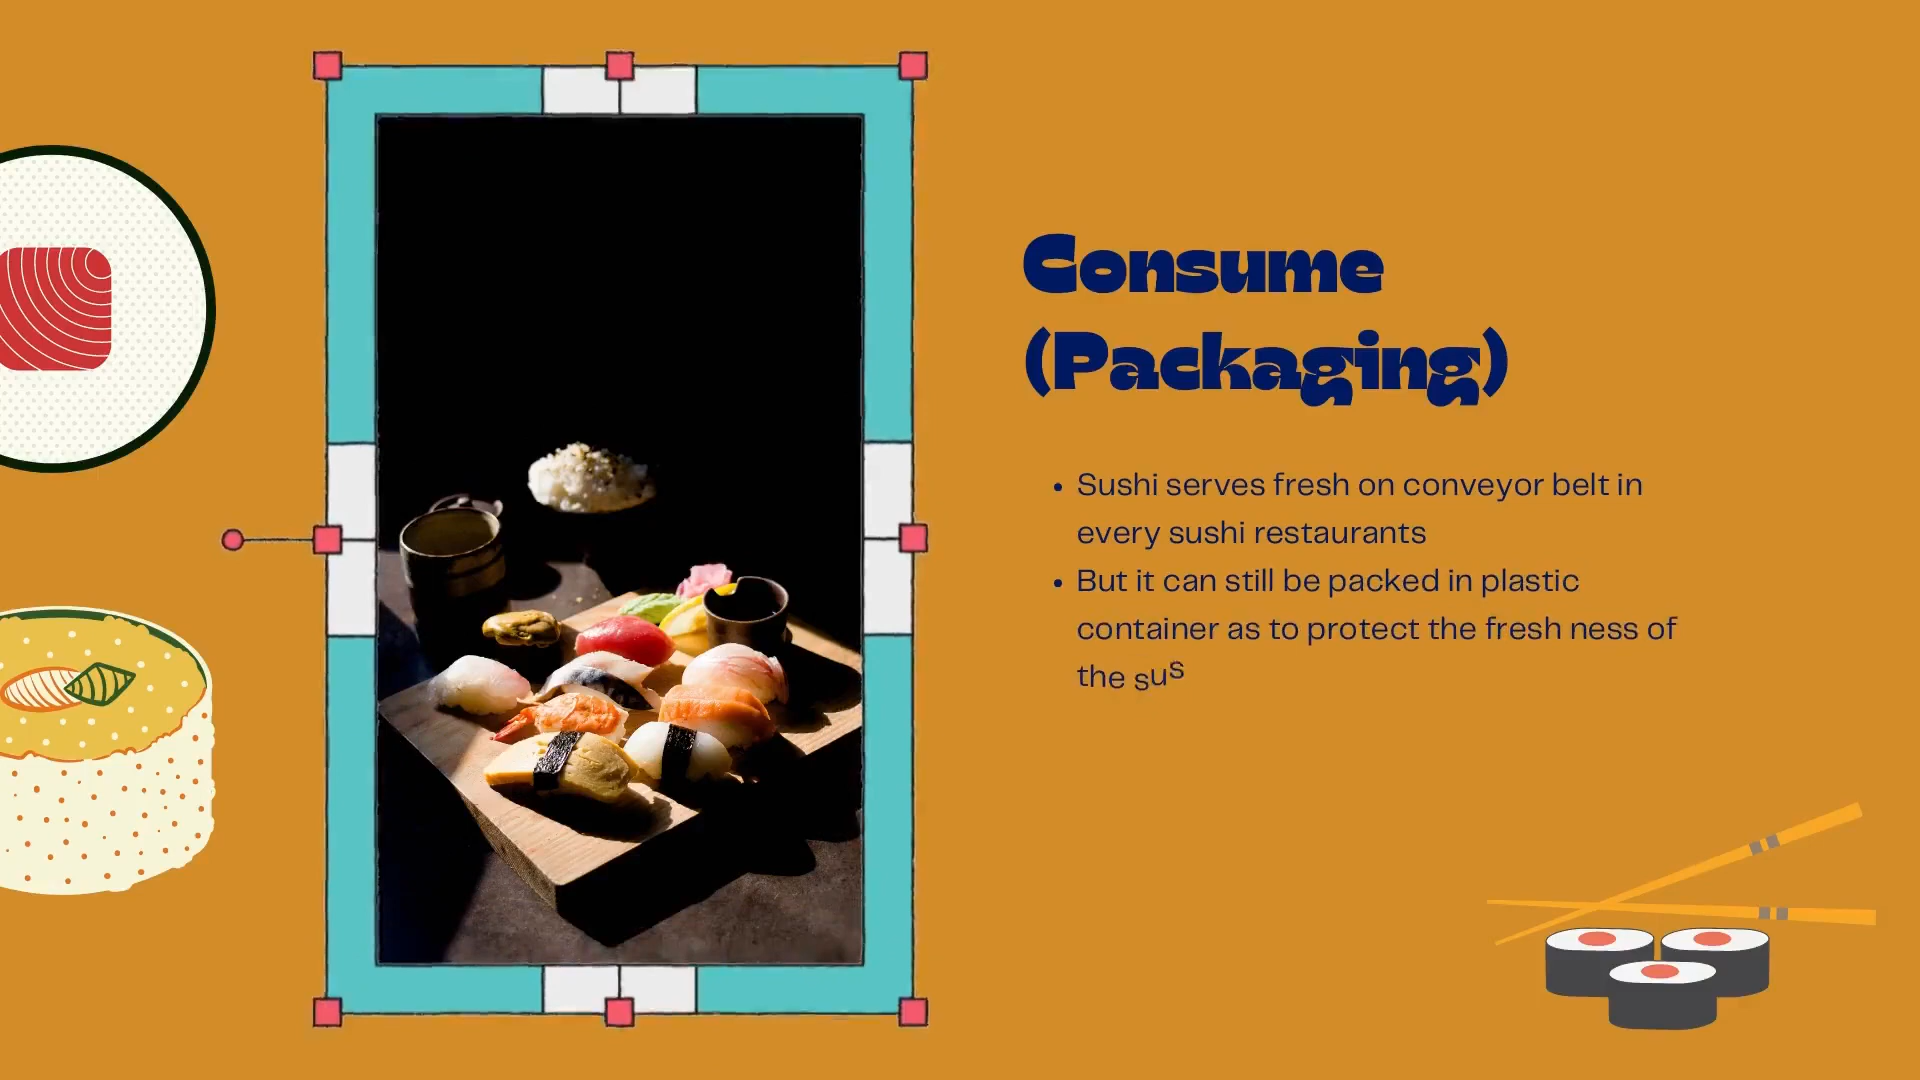 Consume
(Packaging)
• Sushi serves fresh on conveyor belt in
every sushi restaurants
• But it can still be packed in plastic
container as to protect the fresh ness of
the sus